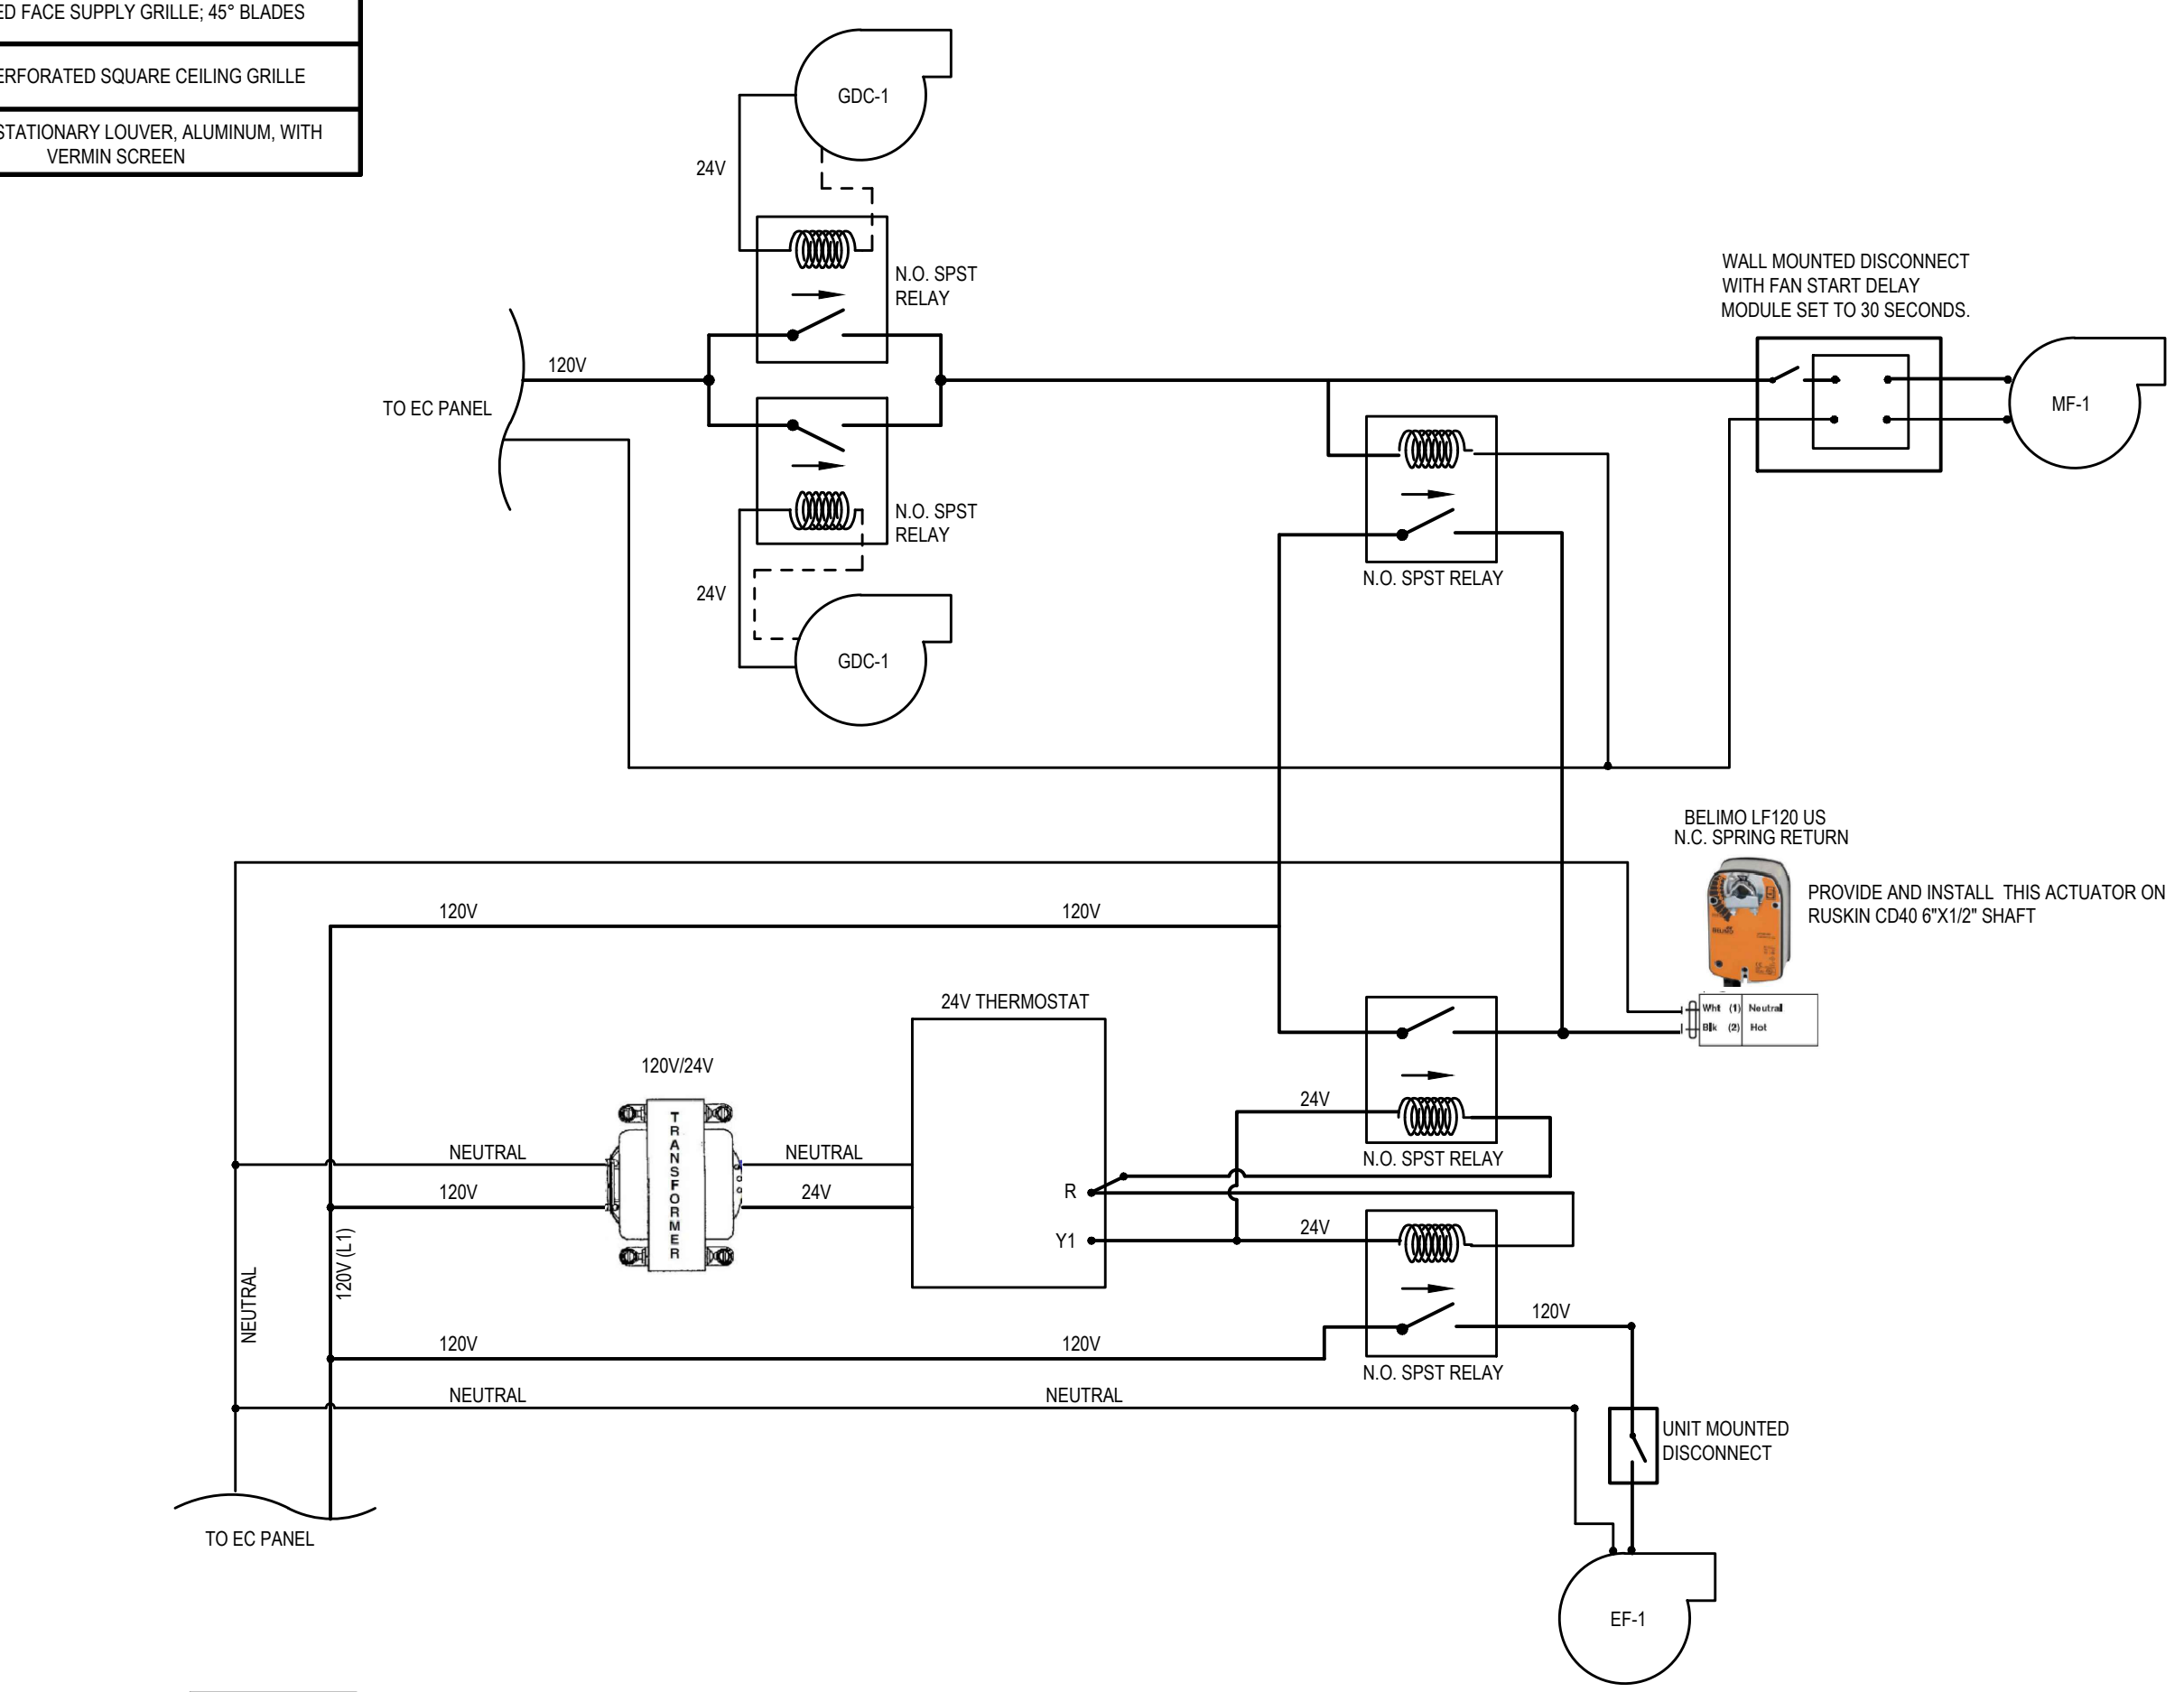 ED FACE SUPPLY GRILLE; 45° BLADES
ERFORATED SQUARE CEILING GRILLE
STATIONARY LOUVER, ALUMINUM, WITH
VERMIN SCREEN
GDC-1
24V
N.O. SPST
RELAY
120V
TO EC PANEL
N.O. SPST
RELAY
24V
GDC-1
WALL MOUNTED DISCONNECT
WITH FAN START DELAY
MODULE SET TO 30 SECONDS.
MF-1
N.O. SPST RELAY
BELIMO LF120 US
N.C. SPRING RETURN
PROVIDE AND INSTALL THIS ACTUATOR ON
RUSKIN CD40 6"X1/2" SHAFT
BELIMO
Wht (1) Neutral
Blk (2) Hot
120V
120V
24V THERMOSTAT
120V/24V
TRANSFORMER
NEUTRAL
NEUTRAL
120V
24V
R
Y1
24V
N.O. SPST RELAY
24V
120V
N.O. SPST RELAY
NEUTRAL
120V (L1)
120V
120V
NEUTRAL
NEUTRAL
UNIT MOUNTED
DISCONNECT
TO EC PANEL
EF-1